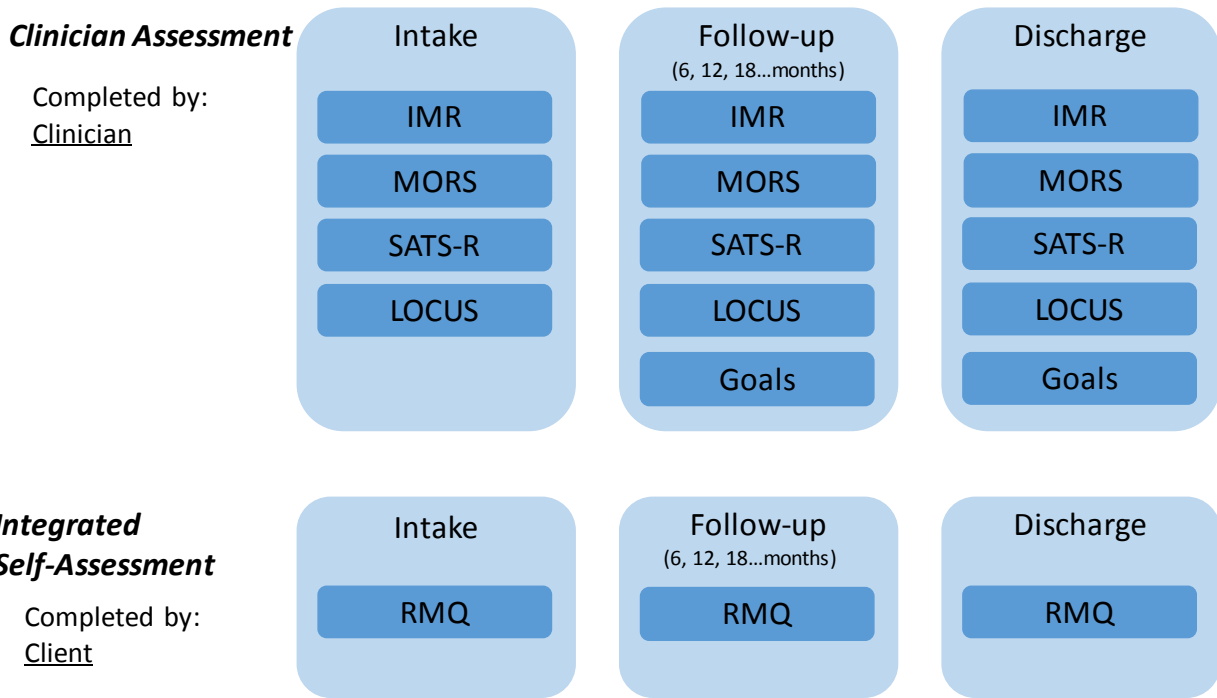 Clinician Assessment
Completed by:
Clinician
Intake
IMR
MORS
SATS-R
LOCUS
Follow-up
(6, 12, 18...months)
IMR
MORS
SATS-R
LOCUS
Goals
Discharge
IMR
MORS
SATS-R
LOCUS
Goals
Integrated
Self-Assessment
Completed by:
Client
Intake
RMQ
Follow-up
(6, 12, 18...months)
RMQ
Discharge
RMQ